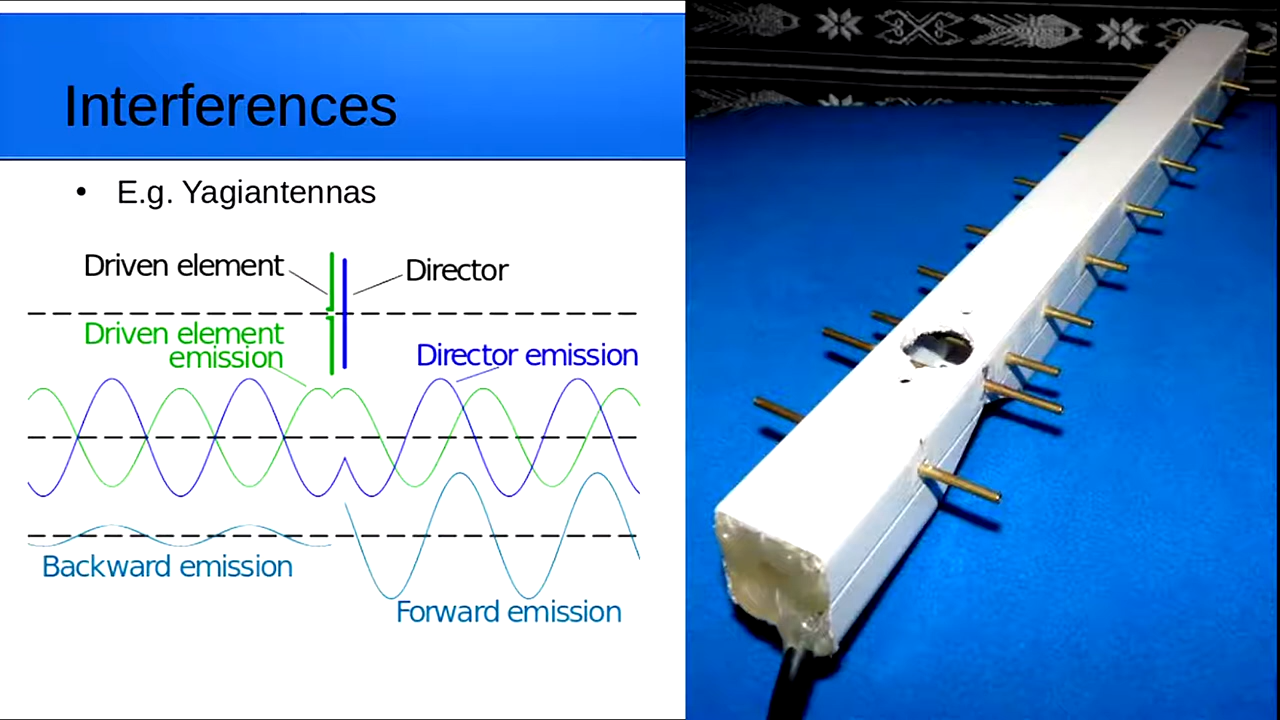 Interferences
• E.g. Yagiantennas
Driven element
Director
Driven element
emission
Director emission
Backward emission
Forward emission